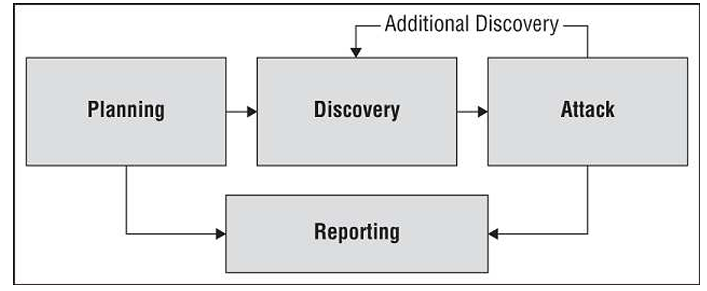 Additional Discovery
Planning
Discovery
Attack
Reporting